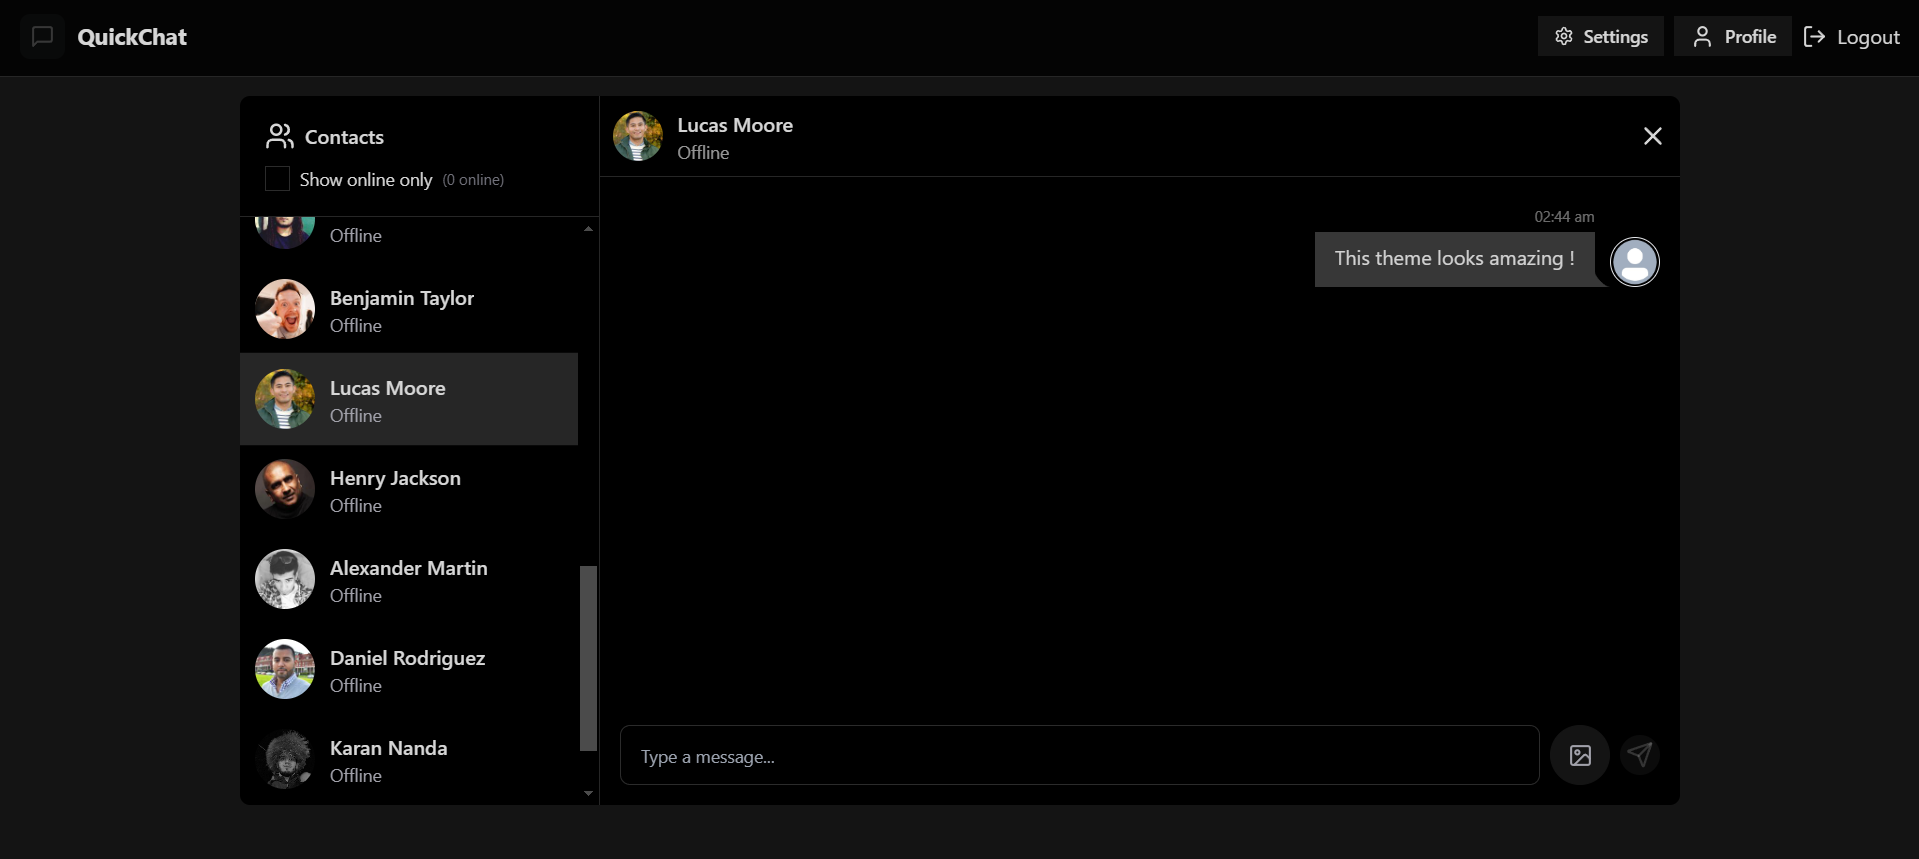 QuickChat
Settings
Profile
Logout
Contacts
Show online only (0 online)
Offline
Benjamin Taylor
Offline
Lucas Moore
Offline
Henry Jackson
Offline
Alexander Martin
Offline
Daniel Rodriguez
Offline
Karan Nanda
Offline
Lucas Moore
Offline
02:44 am
This theme looks amazing !
Type a message...